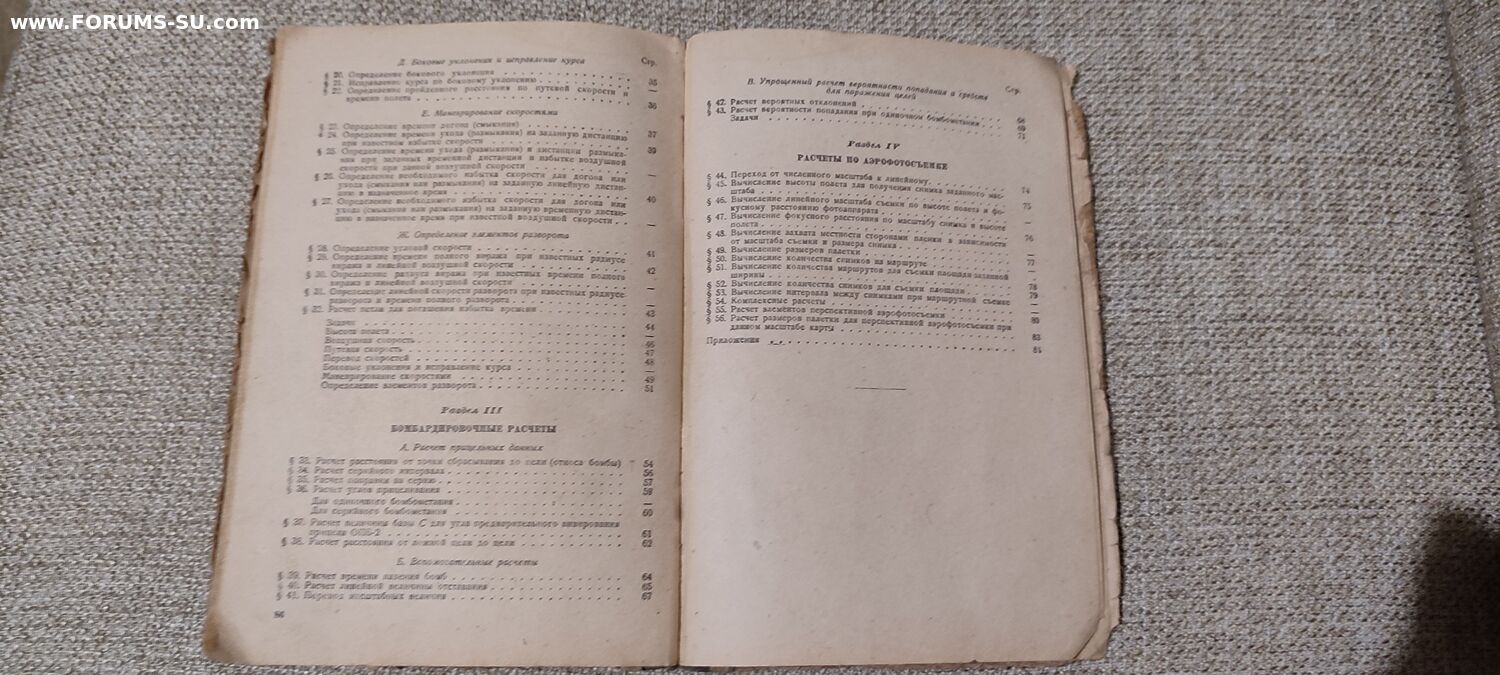 www.FORUMS-SU.com
Д. Боковые уклонения и исправление курса
Стр.
§ 20. Определение бокового уклонения
§ 21. Исправление курса по боковому уклонению 35
§ 22. Определение пройденного расстояния по путевой скорости и —
времени полета 36
Е. Маневрирование скоростями
§ 23. Определение времени догона (смыкания) 37
§ 24. Определение времени ухода (размыкания) на заданную дистанцию
при известном избытке скорости 39
§ 25. Определение времени ухода (размыкания) и дистанции размыка-
ния при заданных временной дистанции и избытке воздушной
скорости при данной воздушной скорости —
§ 26. Определение необходимого избытка скорости для догона или
ухода (смыкания или размыкания) на заданную линейную дистан-
цию в назначенное время 40
§ 27. Определение необходимого избытка скорости для догона или
ухода (смыкания или размыкания) на заданную временную дистан-
цию в назначенное время при известной воздушной скорости —
Ж. Определение элементов разворота
§ 28. Определение угловой скорости 41
§ 29. Определение времени полного виража при известных радиусе
виража и линейной воздушной скорости 42
§ 30. Определение радиуса виража при известных времени полного
виража и линейной воздушной скорости —
§ 31. Определение линейной скорости разворота при известных радиусе
разворота и времени полного разворота —
§ 32. Расчет петли для погашения избытка времени 43
Задачи 44
Высота полета —
Воздушная скорость 46
Путевая скорость 47
Перевод скоростей 48
Боковые уклонения и исправление курса —
Маневрирование скоростями 49
Определение элементов разворота 51
Раздел III
БОМБАРДИРОВОЧНЫЕ РАСЧЕТЫ
А. Расчет прицельных данных
§ 33. Расчет расстояния от точки сбрасывания до цели (относа бомбы) 54
§ 34. Расчет серийного интервала 56
§ 35. Расчет поправки на серию 57
§ 36. Расчет углов прицеливания 59
Для одиночного бомбометания —
Для серийного бомбометания 60
§ 37. Расчет величины базы С для угла предварительного визирования
прицела ОПБ-2 61
§ 38. Расчет расстояния от ложной цели до цели 62
Б. Вспомогательные расчеты
§ 39. Расчет времени падения бомб 64
§ 40. Расчет линейной величины отставания 65
§ 41. Перевод масштабных величин 67
86
В. Упрощенный расчет вероятности попадания и средств
для поражения целей
Стр.
§ 42. Расчет вероятных отклонений 68
§ 43. Расчет вероятности попадания при одиночном бомбометании 69
Задачи 71
Раздел IV
РАСЧЕТЫ ПО АЭРОФОТОСЪЕМКЕ
§ 44. Переход от численного масштаба к линейному 74
§ 45. Вычисление высоты полета для получения снимка заданного мас-
штаба 75
§ 46. Вычисление линейного масштаба съемки по высоте полета и фо-
кусному расстоянию фотоаппарата —
§ 47. Вычисление фокусного расстояния по масштабу снимка и высоте
полета 76
§ 48. Вычисление захвата местности сторонами пленки в зависимости
от масштаба съемки и размера снимка —
§ 49. Вычисление размеров палетки 77
§ 50. Вычисление количества снимков на маршруте —
§ 51. Вычисление количества маршрутов для съемки площади заданной
ширины 78
§ 52. Вычисление количества снимков для съемки площади 79
§ 53. Вычисление интервала между снимками при маршрутной съемке —
§ 54. Комплексные расчеты —
§ 55. Расчет элементов перспективной аэрофотосъемки 80
§ 56. Расчет размеров палетки для перспективной аэрофотосъемки при
данном масштабе карты 83
Приложения 84